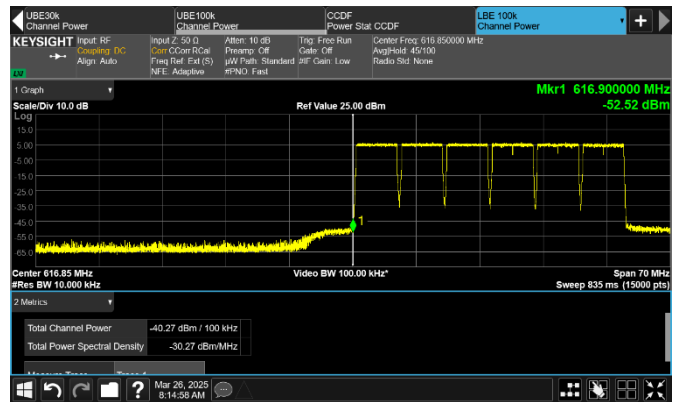 UBE30k
Channel Power
UBE100k
Channel Power
CCDF
Power Stat CCDF
LBE 100k
Channel Power
KEYSIGHT
Input: RF
Coupling: DC
Align: Auto
LXI
Input Z: 50 Ω
Corr CCorr RCal
Freq Ref: Ext (S)
NFE: Adaptive
Atten: 10 dB
Preamp: Off
µW Path: Standard
#PNO: Fast
Trig: Free Run
Gate: Off
#IF Gain: Low
Center Freq: 616.850000 MHz
Avg|Hold: 45/100
Radio Std: None
1 Graph
Mkr1 616.900000 MHz
Scale/Div 10.0 dB
Ref Value 25.00 dBm
-52.52 dBm
Log
15.0
5.00
-5.00
-15.0
-25.0
-35.0
-45.0
-55.0
-65.0
1
Center 616.85 MHz
Video BW 100.00 kHz*
Span 70 MHz
#Res BW 10.000 kHz
Sweep 835 ms (15000 pts)
2 Metrics
Total Channel Power -40.27 dBm / 100 kHz
Total Power Spectral Density -30.27 dBm/MHz
?
Mar 26, 2025
8:14:58 AM